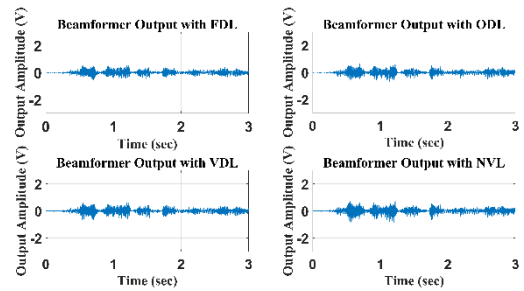 Beamformer Output with FDL
Output Amplitude (V)
2
0
-2
0 1 2 3
Time (sec)
Beamformer Output with ODL
Output Amplitude (V)
2
0
-2
0 1 2 3
Time (sec)
Beamformer Output with VDL
Output Amplitude (V)
2
0
-2
0 1 2 3
Time (sec)
Beamformer Output with NVL
Output Amplitude (V)
2
0
-2
0 1 2 3
Time (sec)